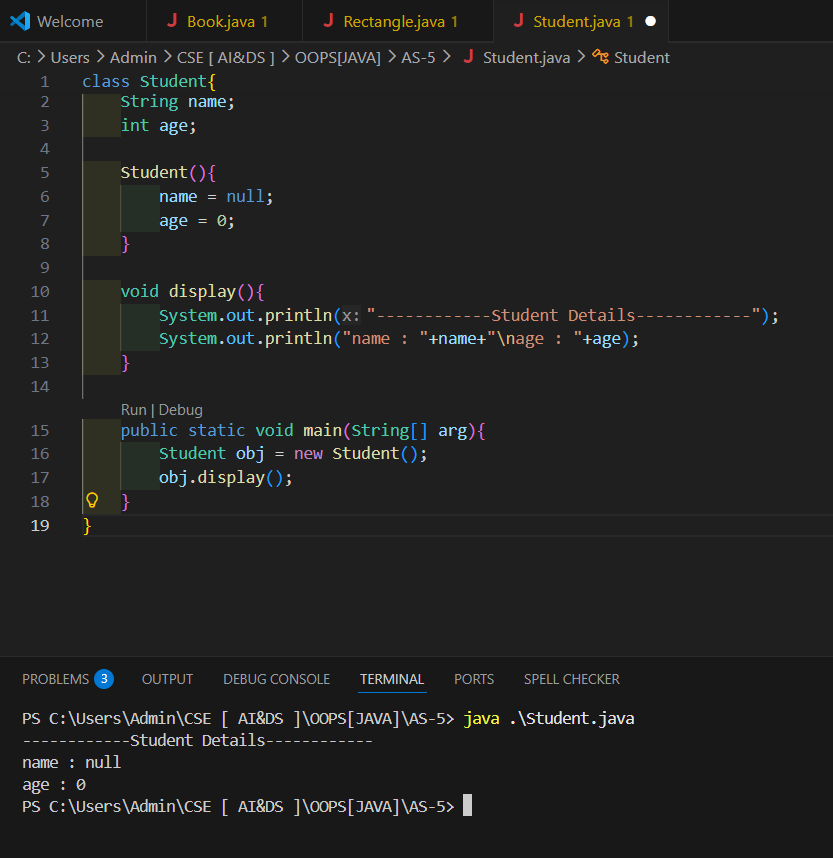 Welcome Book.java 1 Rectangle.java 1 Student.java 1
C: > Users > Admin > CSE [ AI&DS ] > OOPS[JAVA] > AS-5 > Student.java > Student
1 class Student{
2 String name;
3 int age;
4
5 Student(){
6 name = null;
7 age = 0;
8 }
9
10 void display(){
11 System.out.println(x: "------------Student Details------------");
12 System.out.println("name : "+name+"\nage : "+age);
13 }
14
Run | Debug
15 public static void main(String[] arg){
16 Student obj = new Student();
17 obj.display();
18 }
19 }
PROBLEMS 3 OUTPUT DEBUG CONSOLE TERMINAL PORTS SPELL CHECKER
PS C:\Users\Admin\CSE [ AI&DS ]\OOPS[JAVA]\AS-5> java .\Student.java
------------Student Details------------
name : null
age : 0
PS C:\Users\Admin\CSE [ AI&DS ]\OOPS[JAVA]\AS-5>